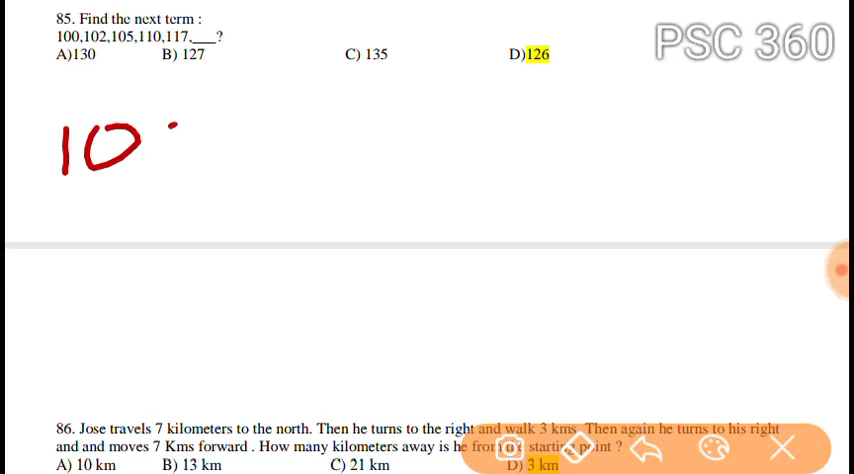 85. Find the next term :
100,102,105,110,117,___?
A)130 B) 127 C) 135 D)126
PSC 360
10
86. Jose travels 7 kilometers to the north. Then he turns to the right and walk 3 kms. Then again he turns to his right
and and moves 7 Kms forward . How many kilometers away is he from the starting point ?
A) 10 km B) 13 km C) 21 km D) 3 km